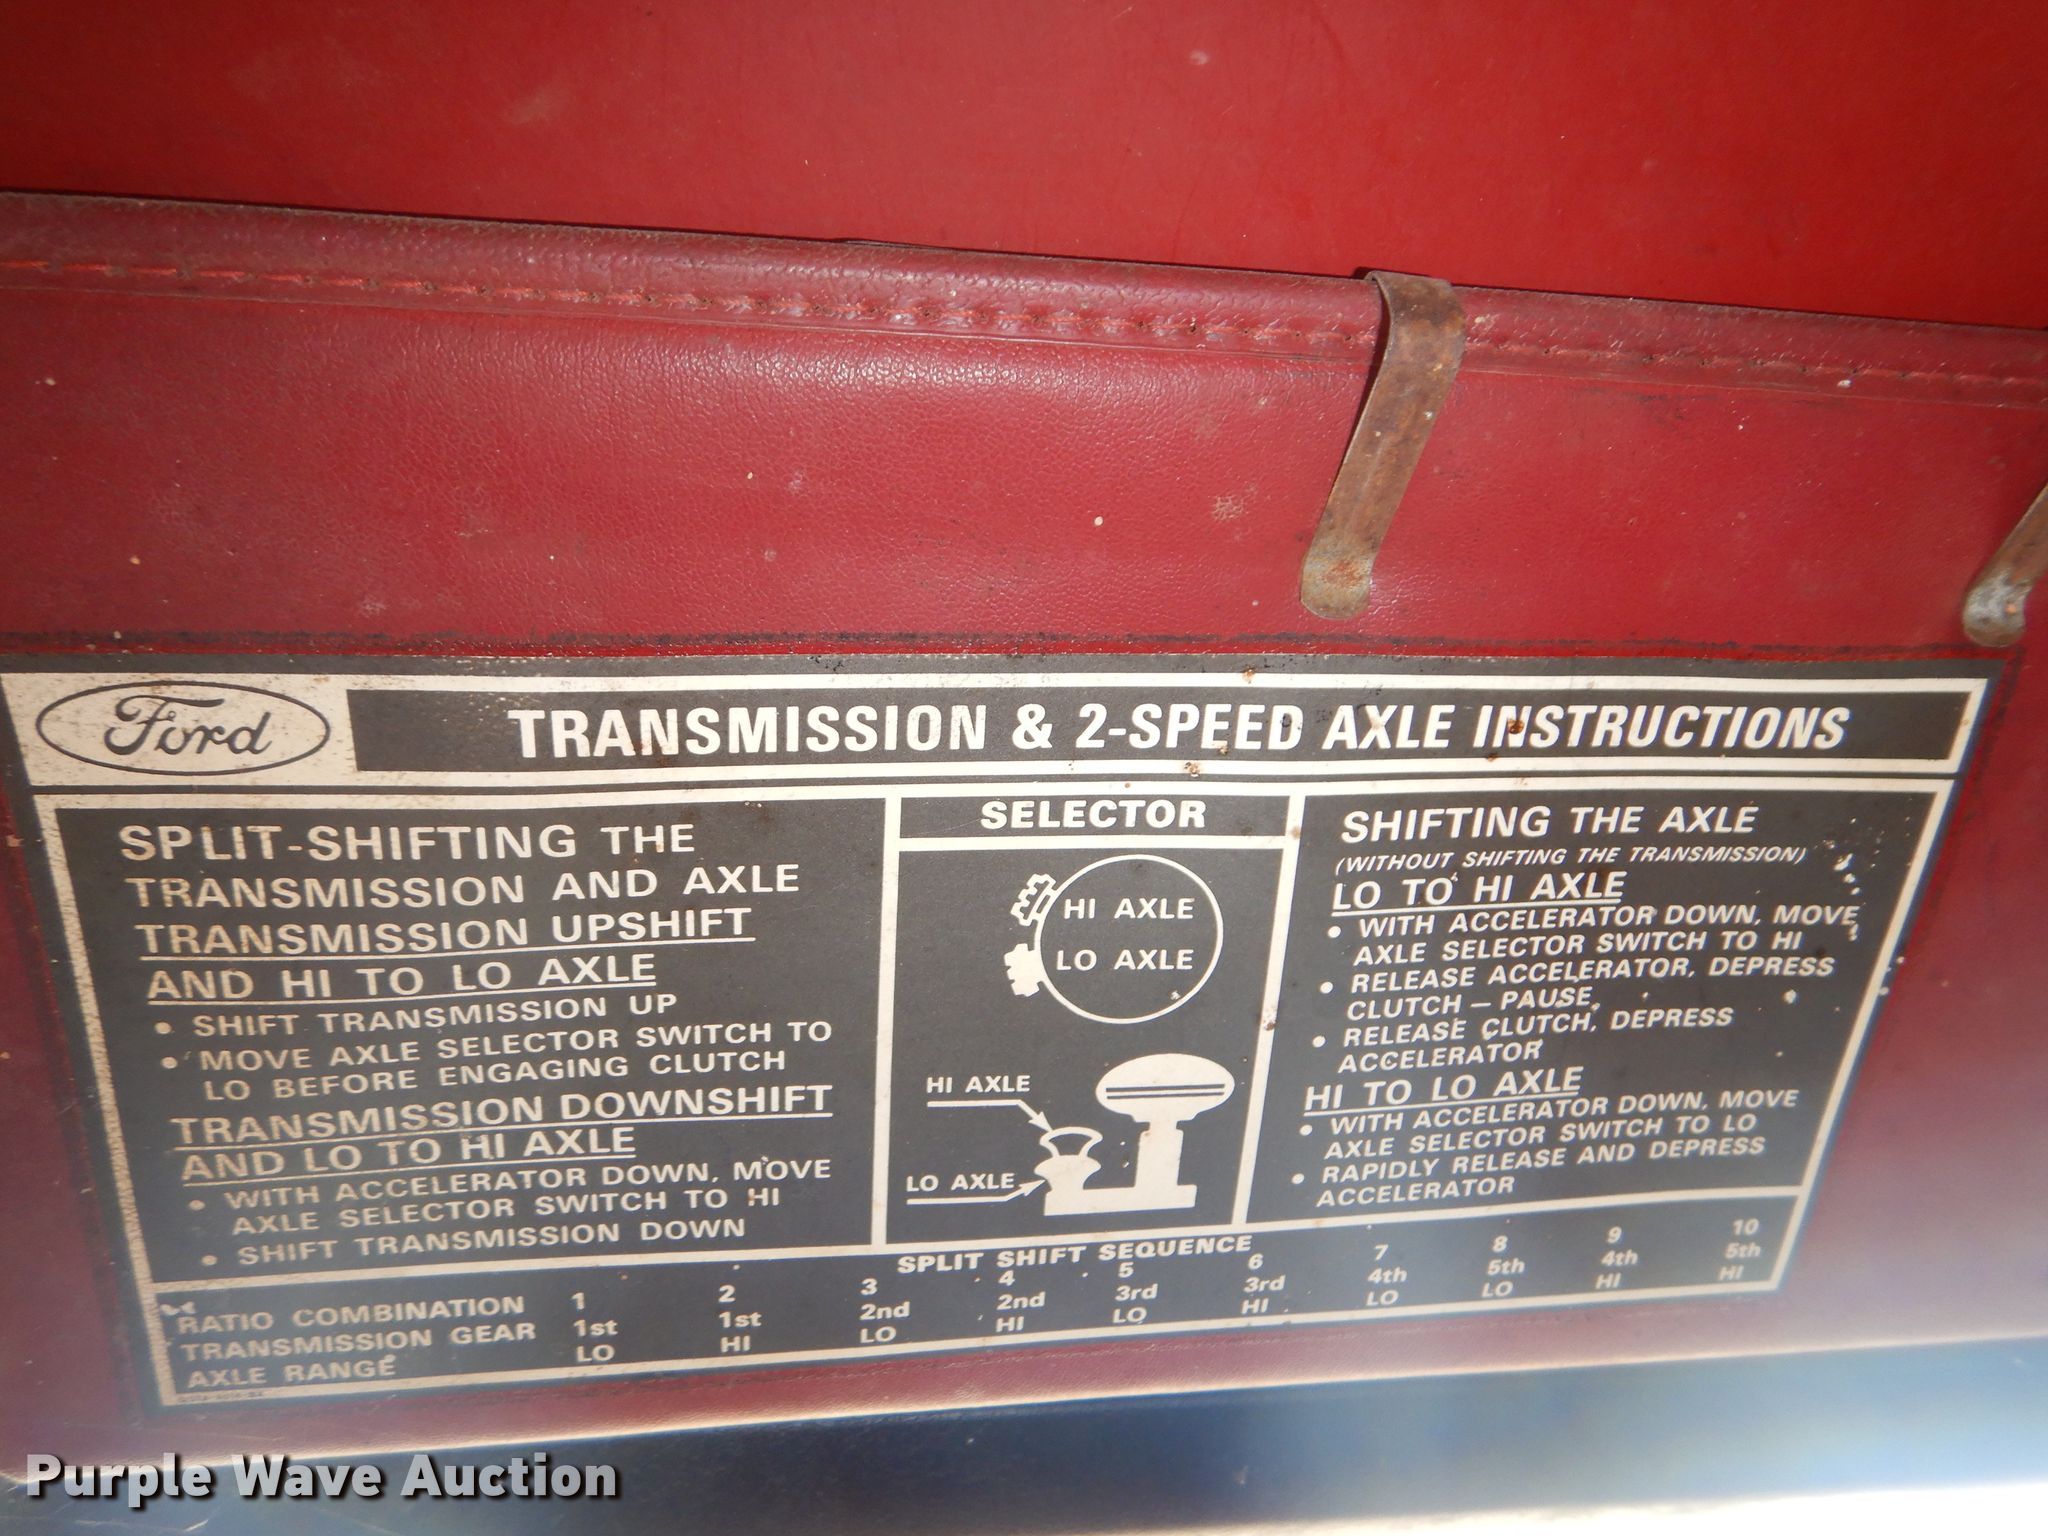 Ford
TRANSMISSION & 2-SPEED AXLE INSTRUCTIONS
SPLIT-SHIFTING THE
TRANSMISSION AND AXLE
TRANSMISSION UPSHIFT
AND HI TO LO AXLE
• SHIFT TRANSMISSION UP
• MOVE AXLE SELECTOR SWITCH TO
LO BEFORE ENGAGING CLUTCH
TRANSMISSION DOWNSHIFT
AND LO TO HI AXLE
• WITH ACCELERATOR DOWN, MOVE
AXLE SELECTOR SWITCH TO HI
• SHIFT TRANSMISSION DOWN
SELECTOR
HI AXLE
LO AXLE
HI AXLE
LO AXLE
SHIFTING THE AXLE
(WITHOUT SHIFTING THE TRANSMISSION)
LO TO HI AXLE
• WITH ACCELERATOR DOWN, MOVE
AXLE SELECTOR SWITCH TO HI
• RELEASE ACCELERATOR, DEPRESS
CLUTCH — PAUSE,
• RELEASE CLUTCH, DEPRESS
ACCELERATOR
HI TO LO AXLE
• WITH ACCELERATOR DOWN, MOVE
AXLE SELECTOR SWITCH TO LO
• RAPIDLY RELEASE AND DEPRESS
ACCELERATOR
SPLIT SHIFT SEQUENCE
RATIO COMBINATION 1 2 3 4 5 6 7 8 9 10
TRANSMISSION GEAR 1st 1st 2nd 2nd 3rd 3rd 4th 5th 4th 5th
AXLE RANGE LO HI LO HI LO HI LO LO HI HI
Purple Wave Auction